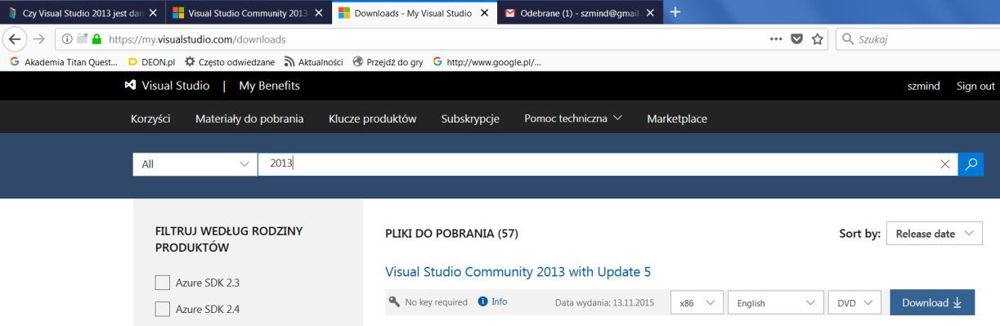 Czy Visual Studio 2013 jest dar
Visual Studio Community 2013
Downloads - My Visual Studio
Odebrane (1) - szmind@gmail.
https://my.visualstudio.com/downloads
Szukaj
Akademia Titan Quest...
DEON.pl
Często odwiedzane
Aktualności
Przejdź do gry
http://www.google.pl/...
Visual Studio | My Benefits
szmind
Sign out
Korzyści
Materiały do pobrania
Klucze produktów
Subskrypcje
Pomoc techniczna
Marketplace
All
2013
FILTRUJ WEDŁUG RODZINY
PRODUKTÓW
Azure SDK 2.3
Azure SDK 2.4
PLIKI DO POBRANIA (57)
Sort by:
Release date
Visual Studio Community 2013 with Update 5
No key required
Info
Data wydania: 13.11.2015
x86
English
DVD
Download